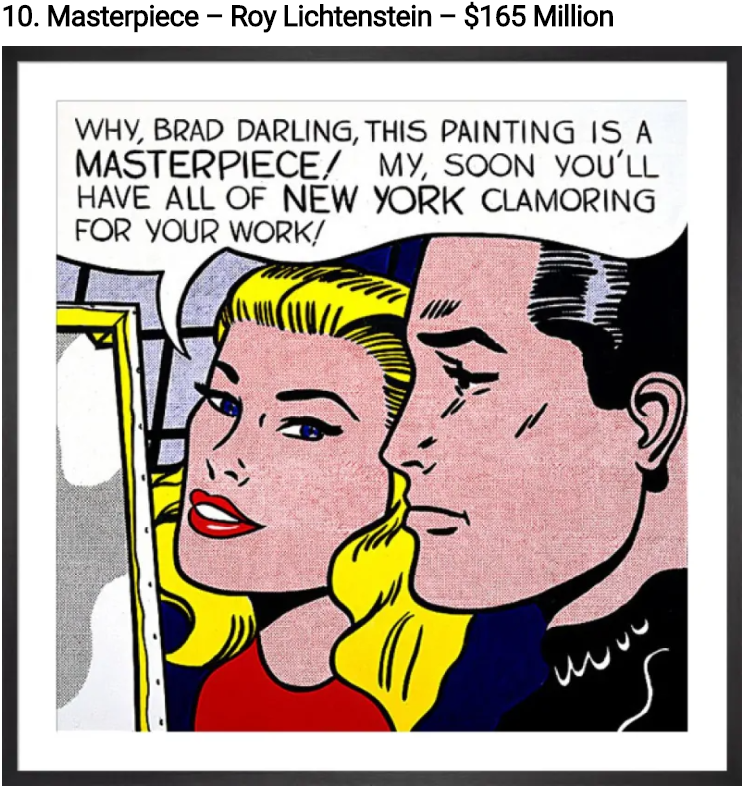 10. Masterpiece – Roy Lichtenstein – $165 Million
WHY, BRAD DARLING, THIS PAINTING IS A
MASTERPIECE! MY, SOON YOU'LL
HAVE ALL OF NEW YORK CLAMORING
FOR YOUR WORK!